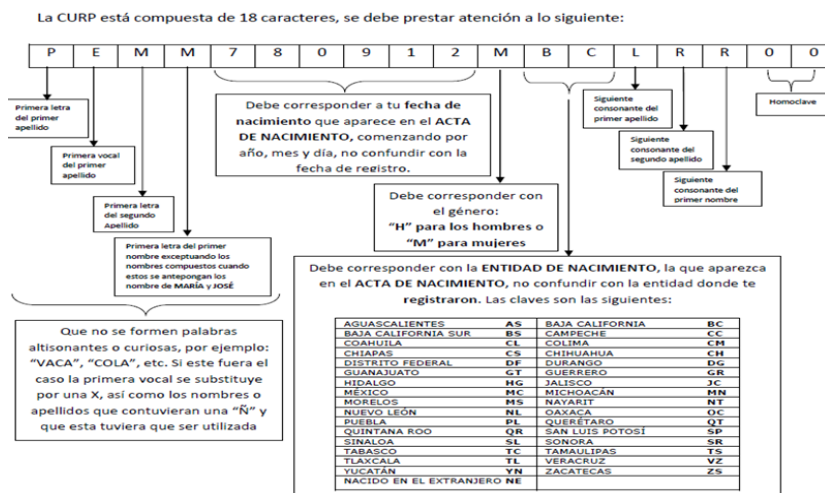 La CURP está compuesta de 18 caracteres, se debe prestar atención a lo siguiente:
P E M M 7 8 0 9 1 2 M B C L R R 0 0
Primera letra
del primer
apellido
Primera vocal
del primer
apellido
Primera letra
del segundo
Apellido
Primera letra del primer
nombre exceptuando los
nombres compuestos cuando
estos se antepongan los
nombre de MARÍA y JOSÉ
Debe corresponder a tu fecha de
nacimiento que aparece en el ACTA
DE NACIMIENTO, comenzando por
año, mes y día, no confundir con la
fecha de registro.
Debe corresponder con
el género:
"H" para los hombres o
"M" para mujeres
Siguiente
consonante del
primer apellido
Siguiente
consonante del
segundo apellido
Siguiente
consonante del
primer nombre
Homoclave
Que no se formen palabras
altisonantes o curiosas, por ejemplo:
"VACA", "COLA", etc. Si este fuera el
caso la primera vocal se substituye
por una X, así como los nombres o
apellidos que contuvieran una "Ñ" y
que esta tuviera que ser utilizada
Debe corresponder con la ENTIDAD DE NACIMIENTO, la que aparezca
en el ACTA DE NACIMIENTO, no confundir con la entidad donde te
registraron. Las claves son las siguientes:
AGUASCALIENTES AS BAJA CALIFORNIA BC
BAJA CALIFORNIA SUR BS CAMPECHE CC
COAHUILA CL COLIMA CM
CHIAPAS CS CHIHUAHUA CH
DISTRITO FEDERAL DF DURANGO DG
GUANAJUATO GT GUERRERO GR
HIDALGO HG JALISCO JC
MÉXICO MC MICHOACÁN MN
MORELOS MS NAYARIT NT
NUEVO LEÓN NL OAXACA OC
PUEBLA PL QUERÉTARO QT
QUINTANA ROO QR SAN LUIS POTOSÍ SP
SINALOA SL SONORA SR
TABASCO TC TAMAULIPAS TS
TLAXCALA TL VERACRUZ VZ
YUCATÁN YN ZACATECAS ZS
NACIDO EN EL EXTRANJERO NE